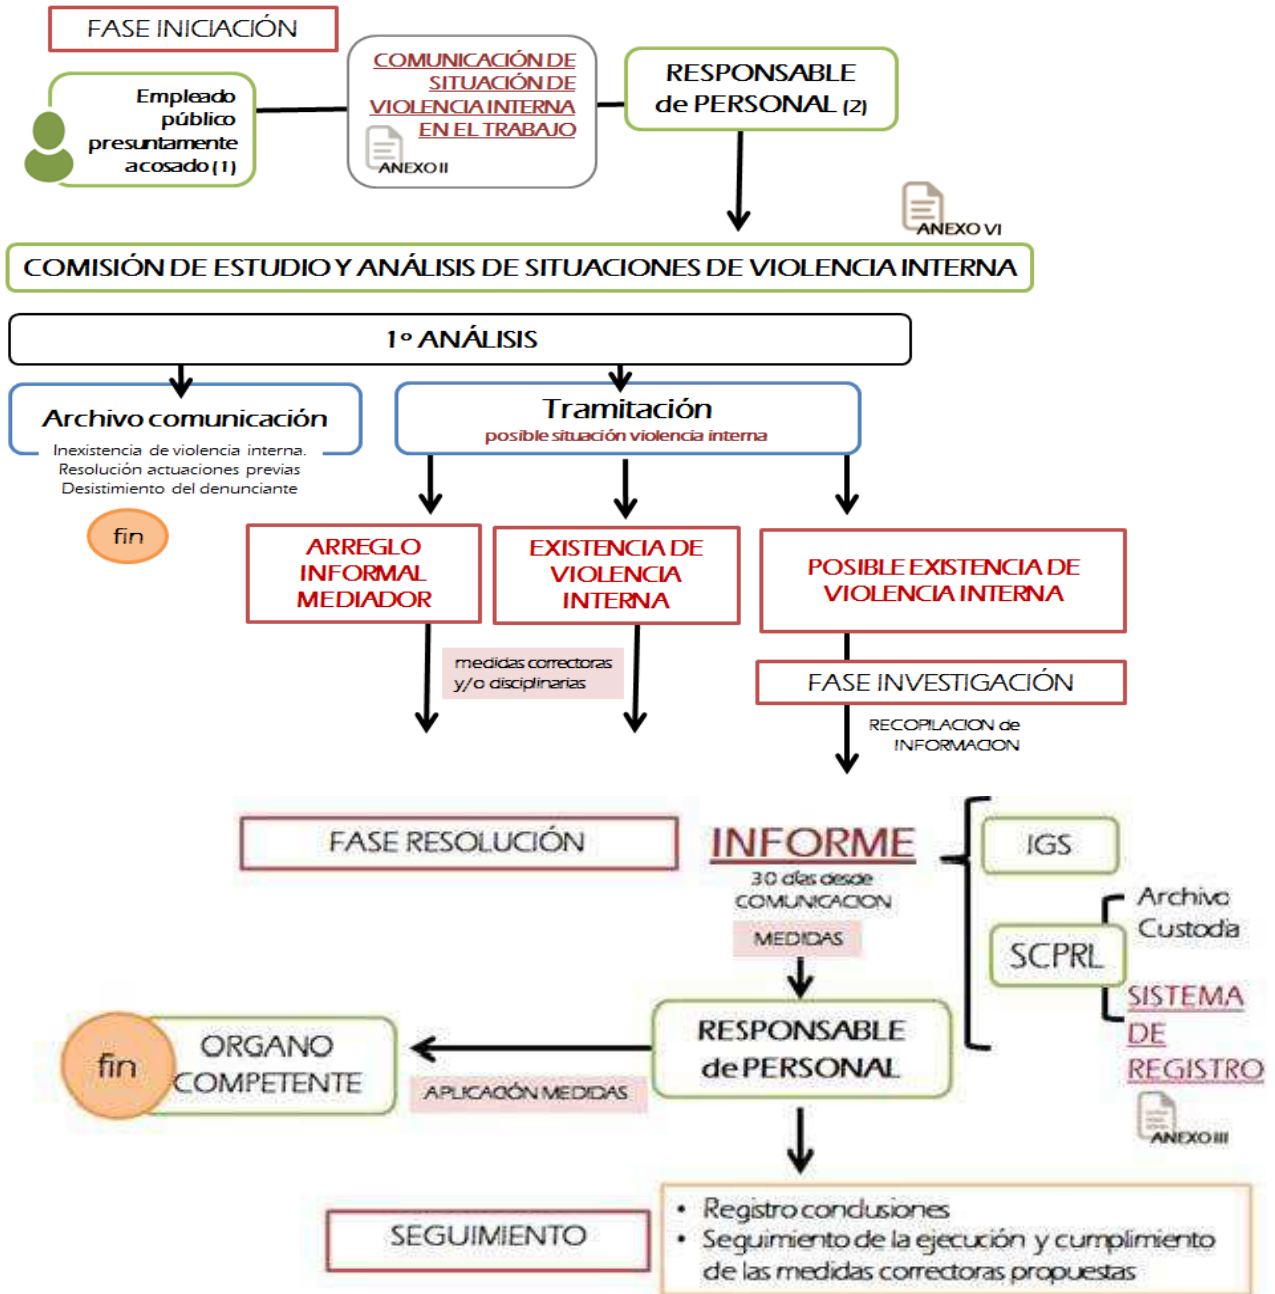 FASE INICIACIÓN
Empleado
público
presuntamente
acosado (1)
COMUNICACIÓN DE
SITUACIÓN DE
VIOLENCIA INTERNA
EN EL TRABAJO
ANEXO II
RESPONSABLE
de PERSONAL (2)
ANEXO VI
COMISIÓN DE ESTUDIO Y ANÁLISIS DE SITUACIONES DE VIOLENCIA INTERNA
1º ANÁLISIS
Archivo comunicación
Inexistencia de violencia interna.
Resolución actuaciones previas
Desistimiento del denunciante
fin
Tramitación
posible situación violencia interna
ARREGLO
INFORMAL
MEDIADOR
EXISTENCIA DE
VIOLENCIA
INTERNA
POSIBLE EXISTENCIA DE
VIOLENCIA INTERNA
medidas correctoras
y/o disciplinarias
FASE INVESTIGACIÓN
RECOPILACION de
INFORMACION
FASE RESOLUCIÓN
INFORME
30 días desde
COMUNICACION
MEDIDAS
IGS
SCPRL
Archivo
Custodia
SISTEMA
DE
REGISTRO
ANEXO III
RESPONSABLE
de PERSONAL
APLICACIÓN MEDIDAS
fin
ORGANO
COMPETENTE
SEGUIMIENTO
• Registro conclusiones
• Seguimiento de la ejecución y cumplimiento
de las medidas correctoras propuestas